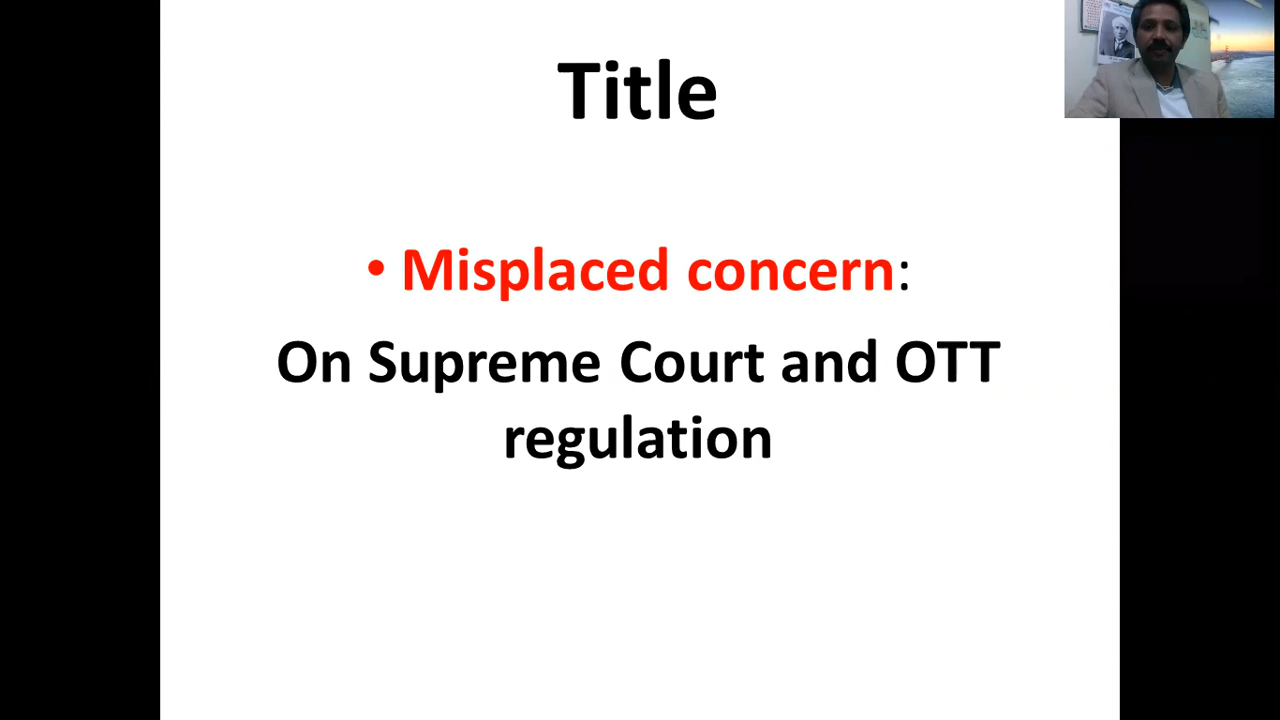 Title
• Misplaced concern:
On Supreme Court and OTT
regulation